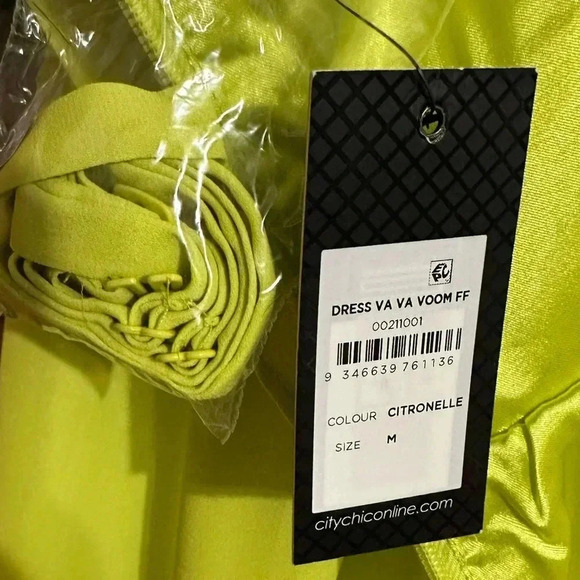 DRESS VA VA VOOM FF
00211001
9 346639 761136
COLOUR CITRONELLE
SIZE M
citychiconline.com